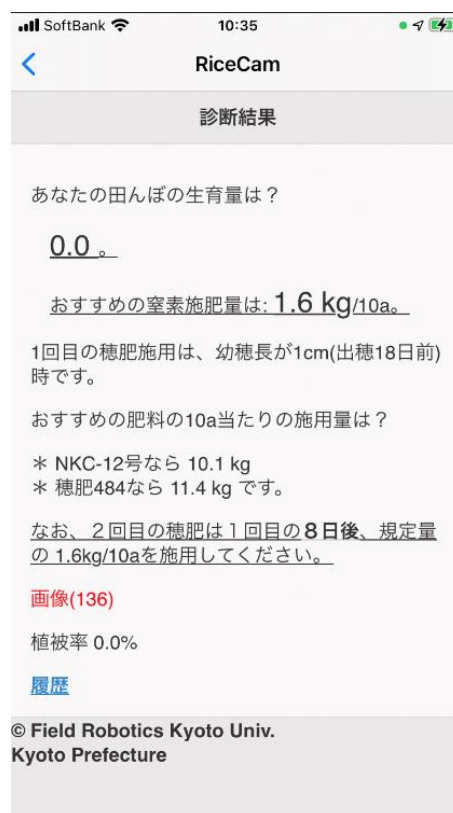 SoftBank 10:35
RiceCam
診断結果
あなたの田んぼの生育量は？
0.0 。
おすすめの窒素施肥量は: 1.6 kg/10a。
1回目の穂肥施用は、幼穂長が1cm(出穂18日前)
時です。
おすすめの肥料の10a当たりの施用量は？
＊ NKC-12号なら 10.1 kg
＊ 穂肥484なら 11.4 kg です。
なお、２回目の穂肥は１回目の８日後、規定量
の 1.6kg/10aを施用してください。
画像(136)
植被率 0.0%
履歴
© Field Robotics Kyoto Univ.
Kyoto Prefecture